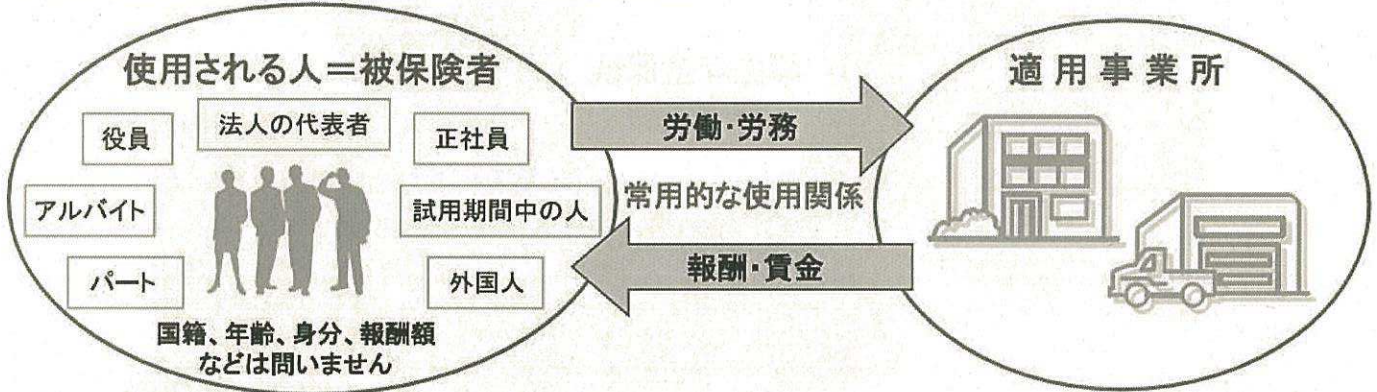 使用される人＝被保険者
役員
法人の代表者
正社員
アルバイト
試用期間中の人
パート
外国人
国籍、年齢、身分、報酬額
などは問いません
労働・労務
常用的な使用関係
報酬・賃金
適用事業所